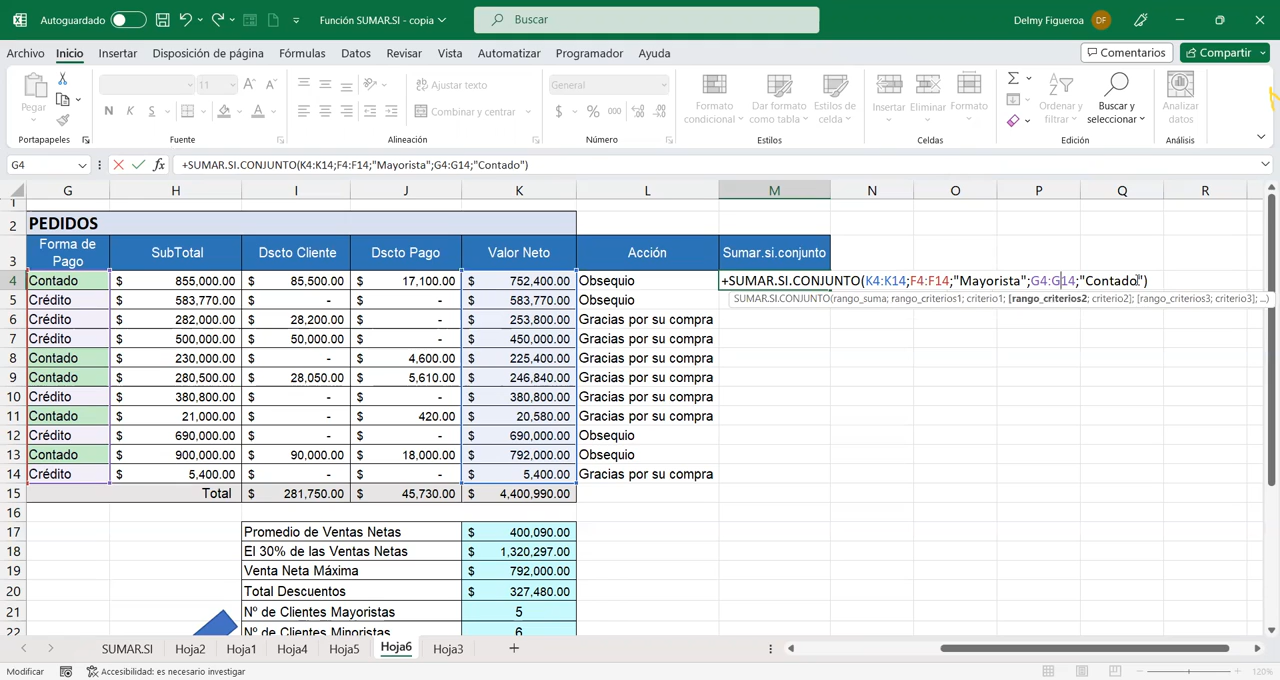 Autoguardado Función SUMAR.SI - copia Buscar Delmy Figueroa DF
Archivo Inicio Insertar Disposición de página Fórmulas Datos Revisar Vista Automatizar Programador Ayuda Comentarios Compartir
Pegar 11 A A Ajustar texto General Formato condicional Dar formato como tabla Estilos de celda Insertar Eliminar Formato Ordenar y filtrar Buscar y seleccionar Analizar datos
N K S A Combinar y centrar $ % 000
Portapapeles Fuente Alineación Número Estilos Celdas Edición Análisis
G4 fx +SUMAR.SI.CONJUNTO(K4:K14;F4:F14;"Mayorista";G4:G14;"Contado")
G H I J K L M N O P Q R
1
2 PEDIDOS
3 Forma de Pago SubTotal Dscto Cliente Dscto Pago Valor Neto Acción Sumar.si.conjunto
4 Contado $ 855,000.00 $ 85,500.00 $ 17,100.00 $ 752,400.00 Obsequio +SUMAR.SI.CONJUNTO(K4:K14;F4:F14;"Mayorista";G4:G14;"Contado")
SUMAR.SI.CONJUNTO(rango_suma; rango_criterios1; criterio1; [rango_criterios2; criterio2]; [rango_criterios3; criterio3]; ...)
5 Crédito $ 583,770.00 $ - $ - $ 583,770.00 Obsequio
6 Crédito $ 282,000.00 $ 28,200.00 $ - $ 253,800.00 Gracias por su compra
7 Crédito $ 500,000.00 $ 50,000.00 $ - $ 450,000.00 Gracias por su compra
8 Contado $ 230,000.00 $ - $ 4,600.00 $ 225,400.00 Gracias por su compra
9 Contado $ 280,500.00 $ 28,050.00 $ 5,610.00 $ 246,840.00 Gracias por su compra
10 Crédito $ 380,800.00 $ - $ - $ 380,800.00 Gracias por su compra
11 Contado $ 21,000.00 $ - $ 420.00 $ 20,580.00 Gracias por su compra
12 Crédito $ 690,000.00 $ - $ - $ 690,000.00 Obsequio
13 Contado $ 900,000.00 $ 90,000.00 $ 18,000.00 $ 792,000.00 Obsequio
14 Crédito $ 5,400.00 $ - $ - $ 5,400.00 Gracias por su compra
15 Total $ 281,750.00 $ 45,730.00 $ 4,400,990.00
16
17 Promedio de Ventas Netas $ 400,090.00
18 El 30% de las Ventas Netas $ 1,320,297.00
19 Venta Neta Máxima $ 792,000.00
20 Total Descuentos $ 327,480.00
21 Nº de Clientes Mayoristas 5
22 Nº de Clientes Minoristas 6
SUMAR.SI Hoja2 Hoja1 Hoja4 Hoja5 Hoja6 Hoja3
Modificar Accesibilidad: es necesario investigar 120%